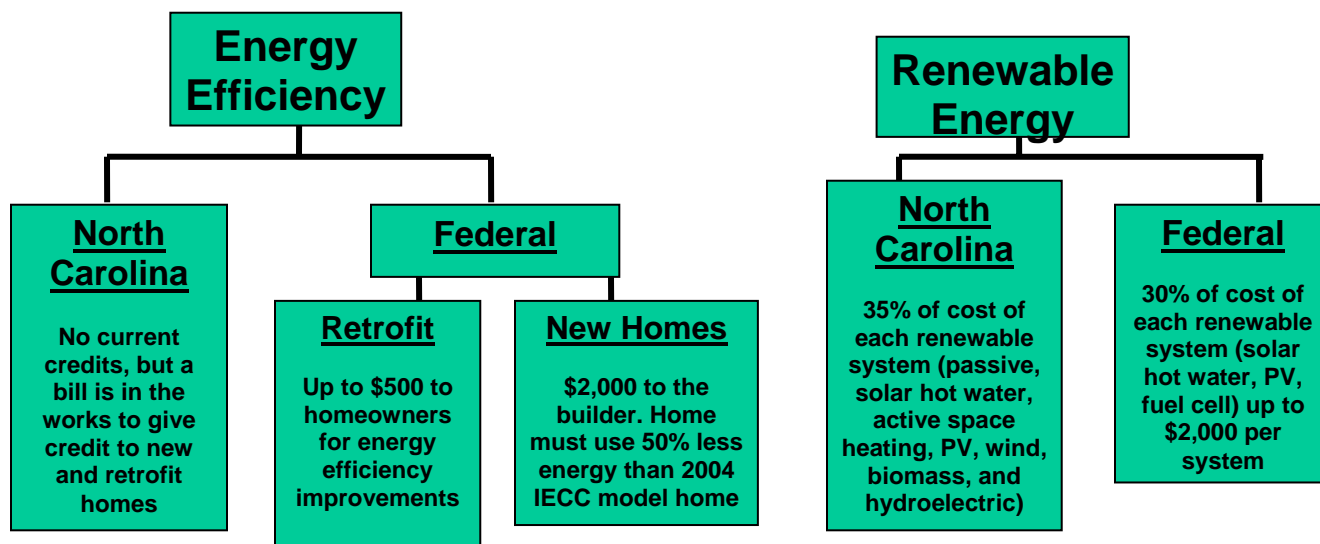 Energy
Efficiency
North
Carolina
No current
credits, but a
bill is in the
works to give
credit to new
and retrofit
homes
Federal
Retrofit
Up to $500 to
homeowners
for energy
efficiency
improvements
New Homes
$2,000 to the
builder. Home
must use 50% less
energy than 2004
IECC model home
Renewable
Energy
North
Carolina
35% of cost of
each renewable
system (passive,
solar hot water,
active space
heating, PV, wind,
biomass, and
hydroelectric)
Federal
30% of cost of
each renewable
system (solar
hot water, PV,
fuel cell) up to
$2,000 per
system